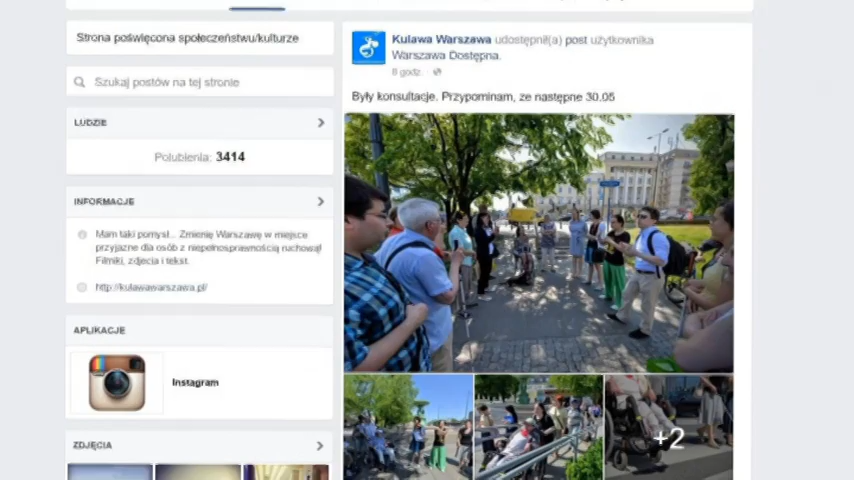 Strona poświęcona społeczeństwu/kulturze
Szukaj postów na tej stronie
LUDZIE
Polubienia: 3414
INFORMACJE
Mam taki pomysł... Zmienię Warszawę w miejsce
przyjazne dla osób z niepełnosprawnością ruchową!
Filmiki, zdjęcia i tekst.
http://kulawawarszawa.pl/
APLIKACJE
Instagram
ZDJĘCIA
Kulawa Warszawa udostępnił(a) post użytkownika
Warszawa Dostępna.
8 godz.
Były konsultacje. Przypominam, ze następne 30.05
+2